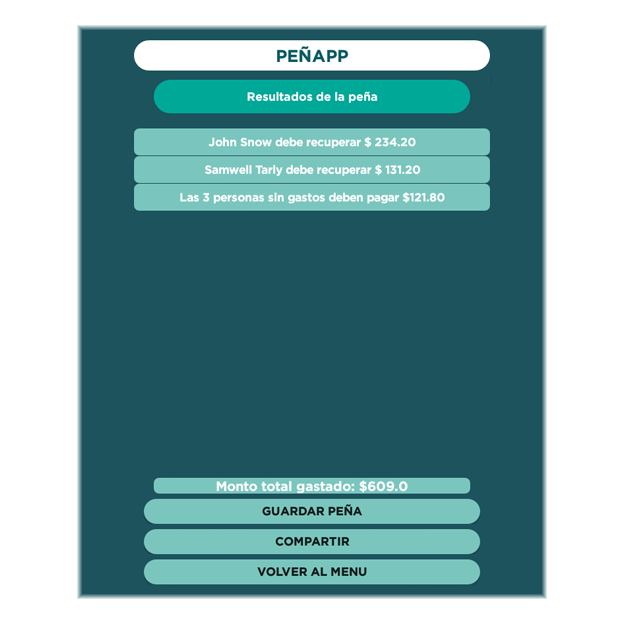 PEÑAPP
Resultados de la peña
John Snow debe recuperar $ 234.20
Samwell Tarly debe recuperar $ 131.20
Las 3 personas sin gastos deben pagar $121.80
Monto total gastado: $609.0
GUARDAR PEÑA
COMPARTIR
VOLVER AL MENU